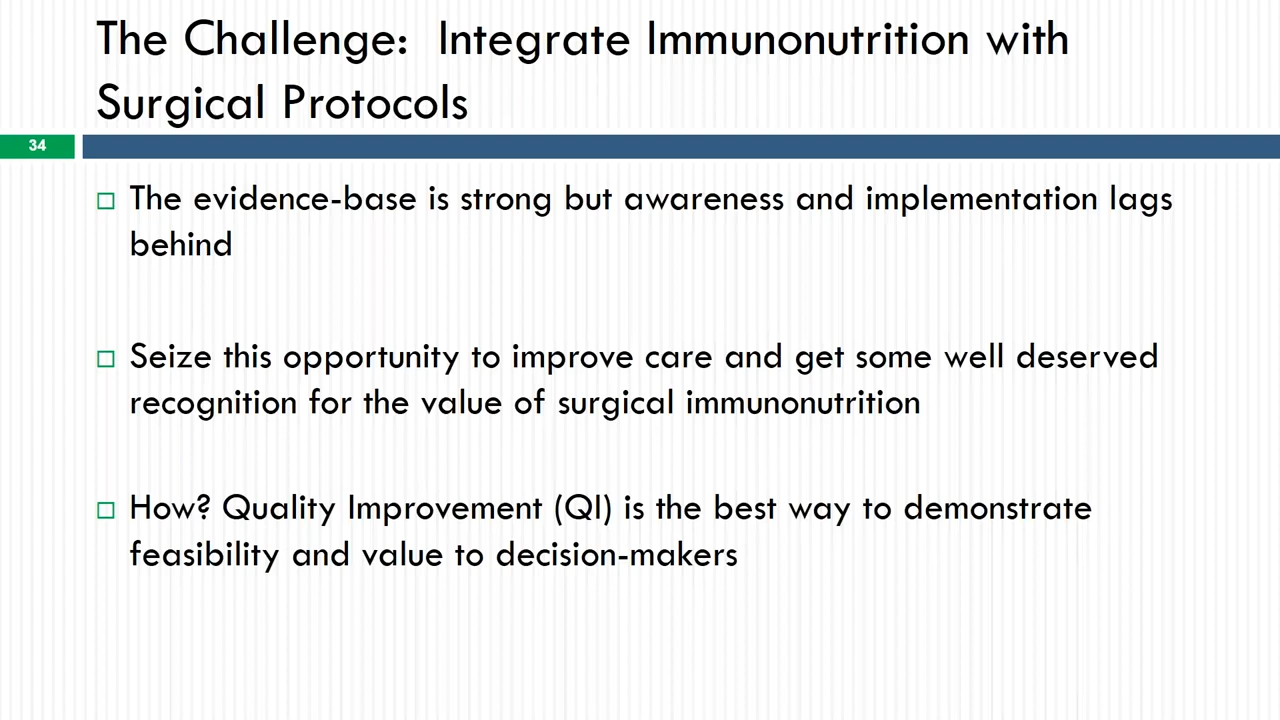 The Challenge:  Integrate Immunonutrition with
Surgical Protocols
34
The evidence-base is strong but awareness and implementation lags
behind
Seize this opportunity to improve care and get some well deserved
recognition for the value of surgical immunonutrition
How? Quality Improvement (QI) is the best way to demonstrate
feasibility and value to decision-makers